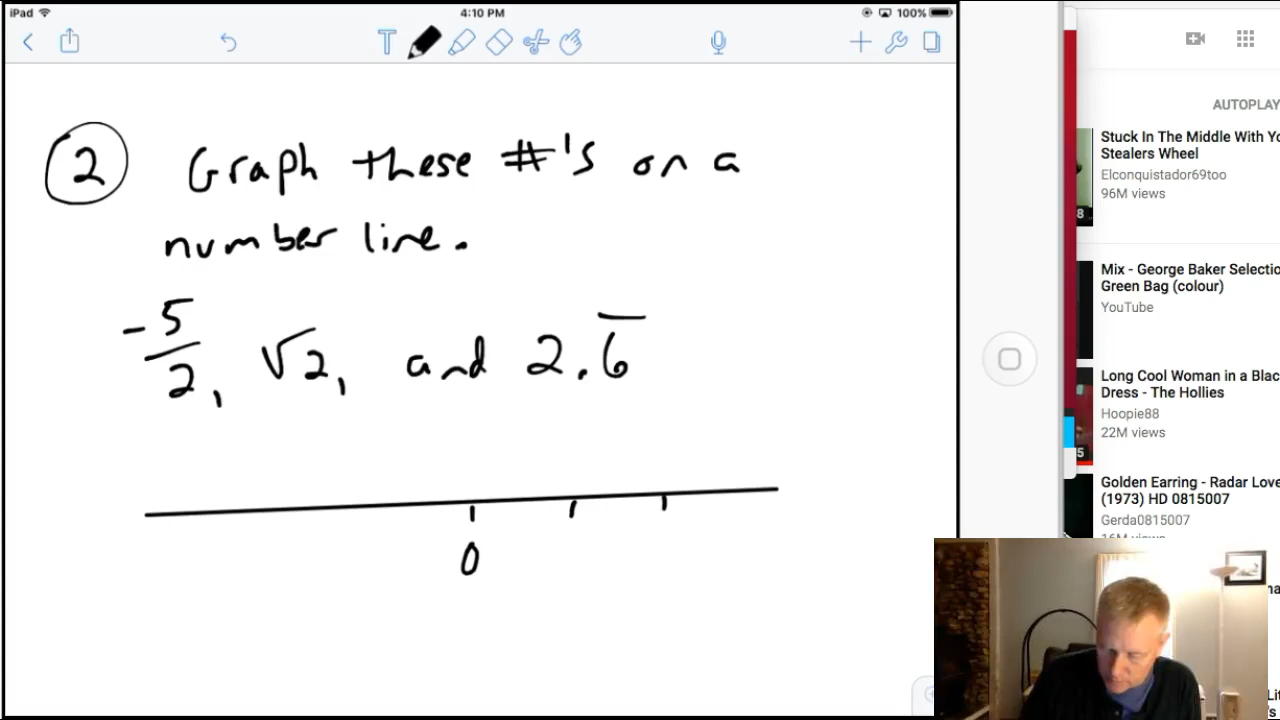 iPad
4:10 PM
100%
T
② Graph these #'s on a
number line.
-5/2, √2, and 2.6̅
0
AUTOPLAY
Stuck In The Middle With Yo
Stealers Wheel
Elconquistador69too
96M views
8
Mix - George Baker Selectio
Green Bag (colour)
YouTube
Long Cool Woman in a Blac
Dress - The Hollies
Hoopie88
22M views
5
Golden Earring - Radar Love
(1973) HD 0815007
Gerda0815007